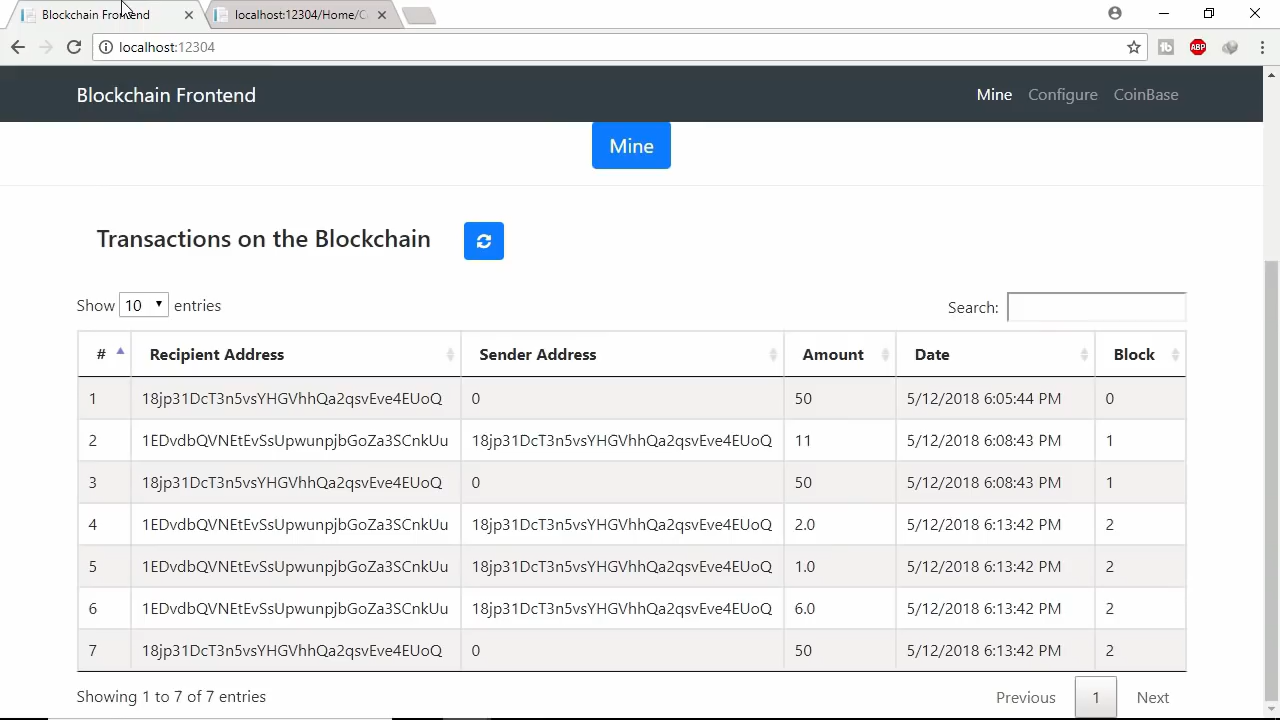 Blockchain Frontend
localhost:12304/Home/C
localhost:12304
Blockchain Frontend Mine Configure CoinBase
Mine
Transactions on the Blockchain
Show 10 entries Search:
# Recipient Address Sender Address Amount Date Block
1 18jp31DcT3n5vsYHGVhhQa2qsvEve4EUoQ 0 50 5/12/2018 6:05:44 PM 0
2 1EDvdbQVNEtEvSsUpwunpjbGoZa3SCnkUu 18jp31DcT3n5vsYHGVhhQa2qsvEve4EUoQ 11 5/12/2018 6:08:43 PM 1
3 18jp31DcT3n5vsYHGVhhQa2qsvEve4EUoQ 0 50 5/12/2018 6:08:43 PM 1
4 1EDvdbQVNEtEvSsUpwunpjbGoZa3SCnkUu 18jp31DcT3n5vsYHGVhhQa2qsvEve4EUoQ 2.0 5/12/2018 6:13:42 PM 2
5 1EDvdbQVNEtEvSsUpwunpjbGoZa3SCnkUu 18jp31DcT3n5vsYHGVhhQa2qsvEve4EUoQ 1.0 5/12/2018 6:13:42 PM 2
6 1EDvdbQVNEtEvSsUpwunpjbGoZa3SCnkUu 18jp31DcT3n5vsYHGVhhQa2qsvEve4EUoQ 6.0 5/12/2018 6:13:42 PM 2
7 18jp31DcT3n5vsYHGVhhQa2qsvEve4EUoQ 0 50 5/12/2018 6:13:42 PM 2
Showing 1 to 7 of 7 entries Previous 1 Next